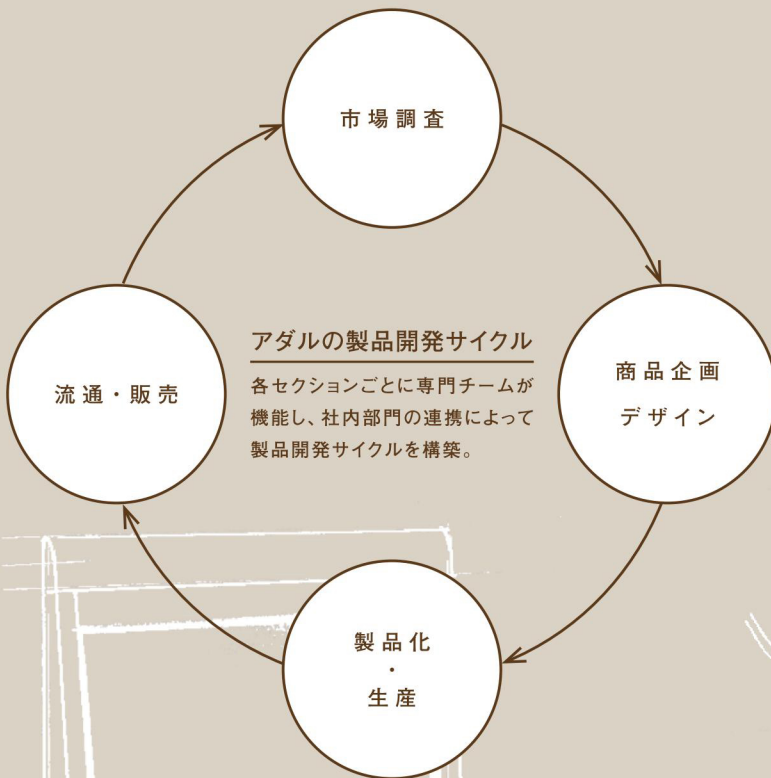 市場調査
商品企画
デザイン
製品化
・
生産
流通・販売
アダルの製品開発サイクル
各セクションごとに専門チームが
機能し、社内部門の連携によって
製品開発サイクルを構築。